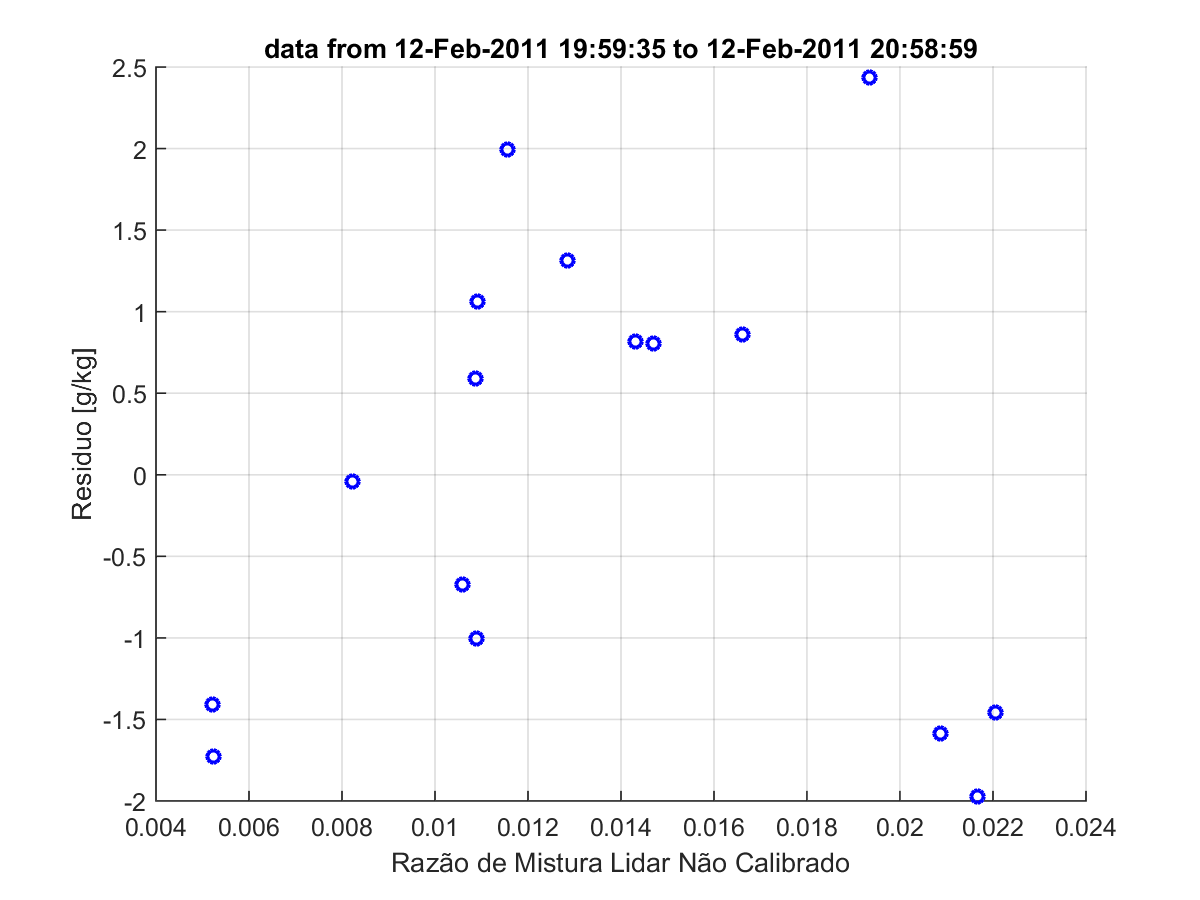 data from 12-Feb-2011 19:59:35 to 12-Feb-2011 20:58:59
2.5
2
1.5
1
0.5
0
-0.5
-1
-1.5
-2
Residuo [g/kg]
0.004 0.006 0.008 0.01 0.012 0.014 0.016 0.018 0.02 0.022 0.024
Razão de Mistura Lidar Não Calibrado